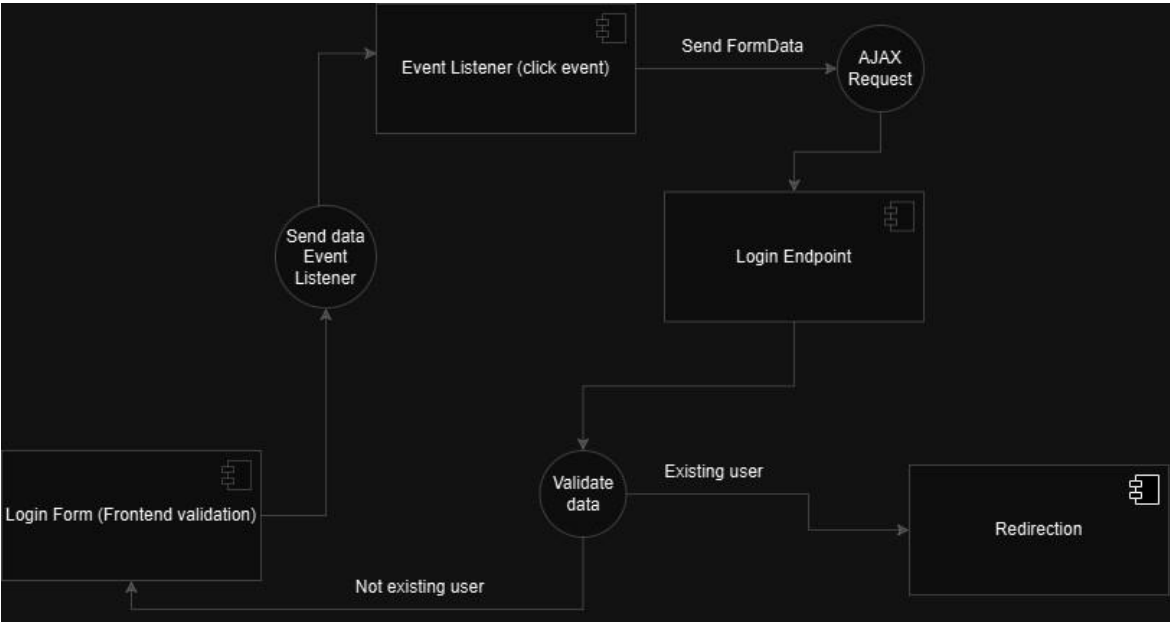 Event Listener (click event)
Send FormData
AJAX
Request
Send data
Event
Listener
Login Endpoint
Login Form (Frontend validation)
Validate
data
Existing user
Redirection
Not existing user